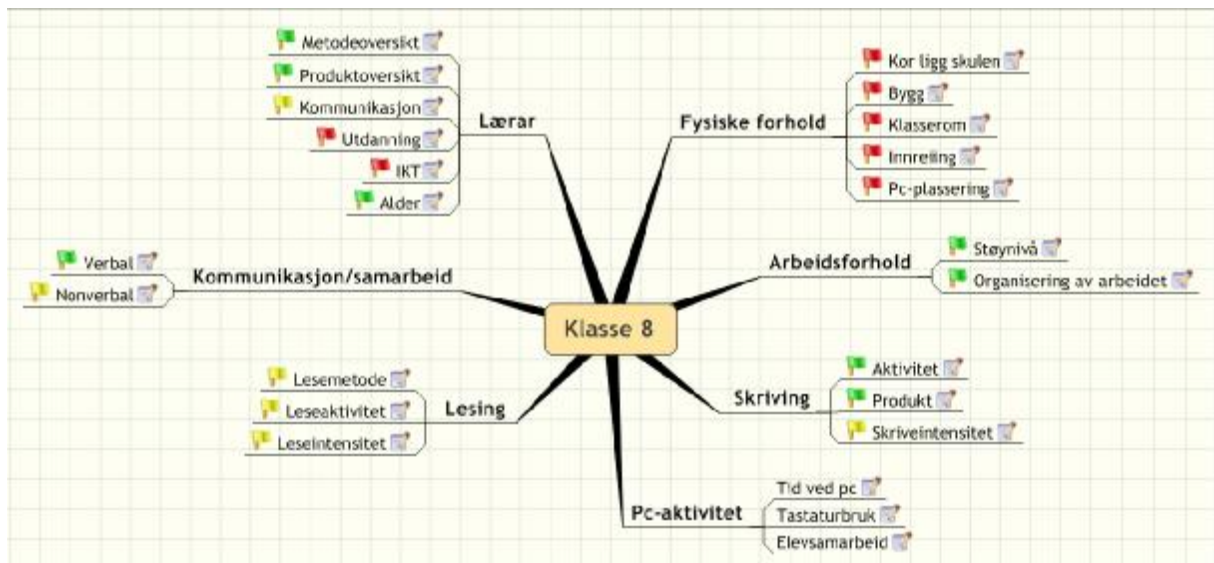 Klasse 8
Lærar
Metodeoversikt
Produktoversikt
Kommunikasjon
Utdanning
IKT
Alder
Kommunikasjon/samarbeid
Verbal
Nonverbal
Lesing
Lesemetode
Leseaktivitet
Leseintensitet
Fysiske forhold
Kor ligg skulen
Bygg
Klasserom
Innreiing
Pc-plassering
Arbeidsforhold
Støynivå
Organisering av arbeidet
Skriving
Aktivitet
Produkt
Skriveintensitet
Pc-aktivitet
Tid ved pc
Tastaturbruk
Elevsamarbeid